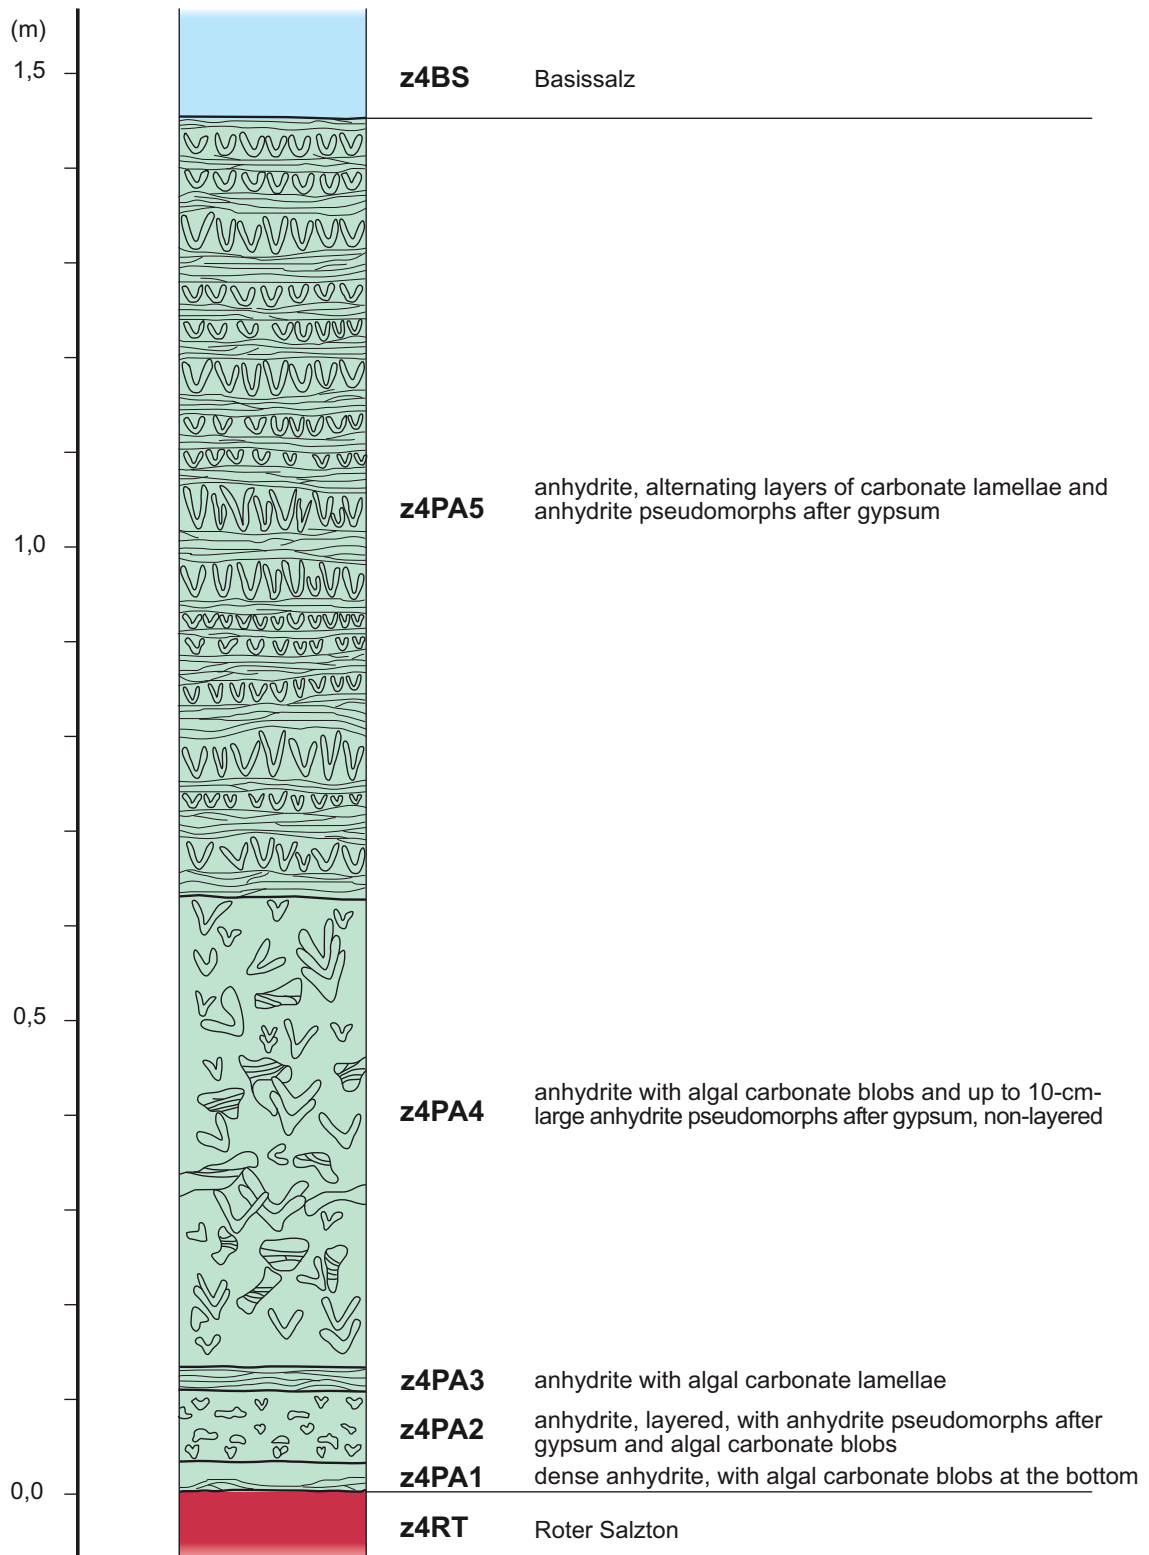 (m)
1,5
z4BS Basissalz
z4PA5 anhydrite, alternating layers of carbonate lamellae and
anhydrite pseudomorphs after gypsum
1,0
0,5
z4PA4 anhydrite with algal carbonate blobs and up to 10-cm-
large anhydrite pseudomorphs after gypsum, non-layered
z4PA3 anhydrite with algal carbonate lamellae
z4PA2 anhydrite, layered, with anhydrite pseudomorphs after
gypsum and algal carbonate blobs
z4PA1 dense anhydrite, with algal carbonate blobs at the bottom
0,0
z4RT Roter Salzton